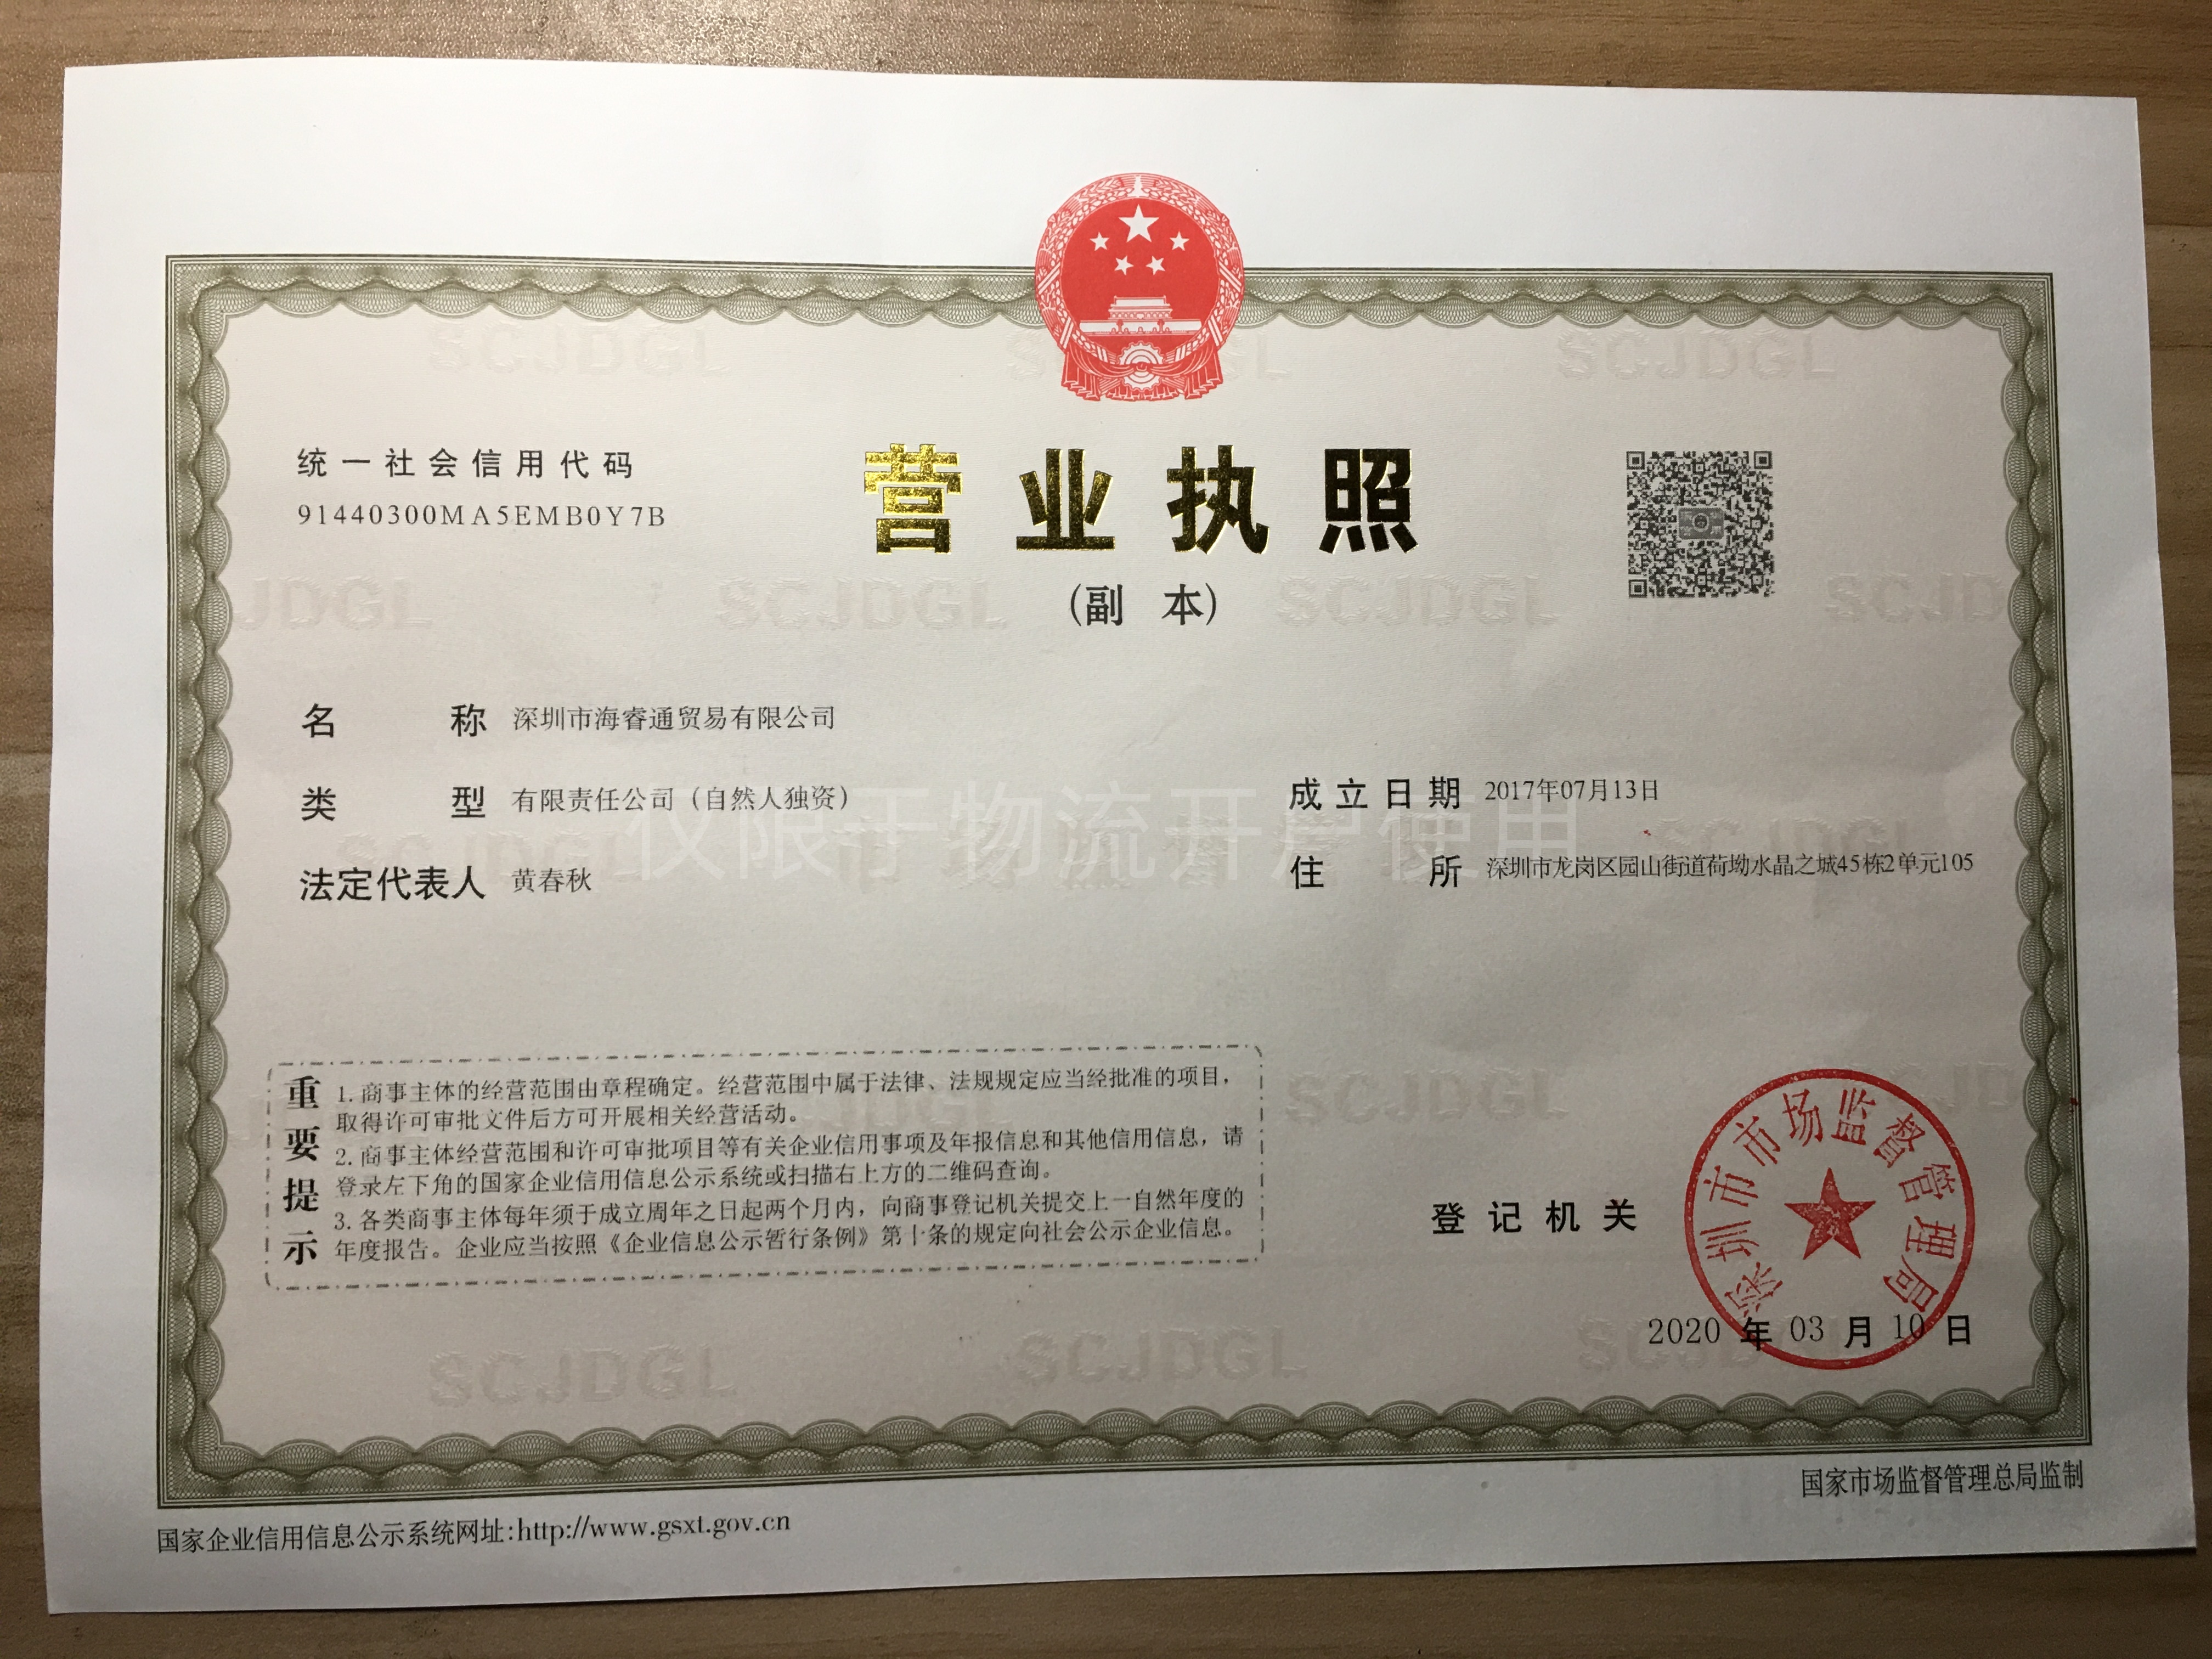 统一社会信用代码
91440300MA5EMB0Y7B
营业执照
(副 本)
名 称 深圳市海睿通贸易有限公司
类 型 有限责任公司（自然人独资）
法定代表人 黄春秋
成立日期 2017年07月13日
住 所 深圳市龙岗区园山街道荷坳水晶之城45栋2单元105
仅限于物流开户使用
重要提示
1. 商事主体的经营范围由章程确定。经营范围中属于法律、法规规定应当经批准的项目，
取得许可审批文件后方可开展相关经营活动。
2. 商事主体经营范围和许可审批项目等有关企业信用事项及年报信息和其他信用信息，请
登录左下角的国家企业信用信息公示系统或扫描右上方的二维码查询。
3. 各类商事主体每年须于成立周年之日起两个月内，向商事登记机关提交上一自然年度的
年度报告。企业应当按照《企业信息公示暂行条例》第十条的规定向社会公示企业信息。
登记机关
深圳市市场监督管理局
2020 年 03 月 10 日
国家企业信用信息公示系统网址:http://www.gsxt.gov.cn
国家市场监督管理总局监制
SCJDGL